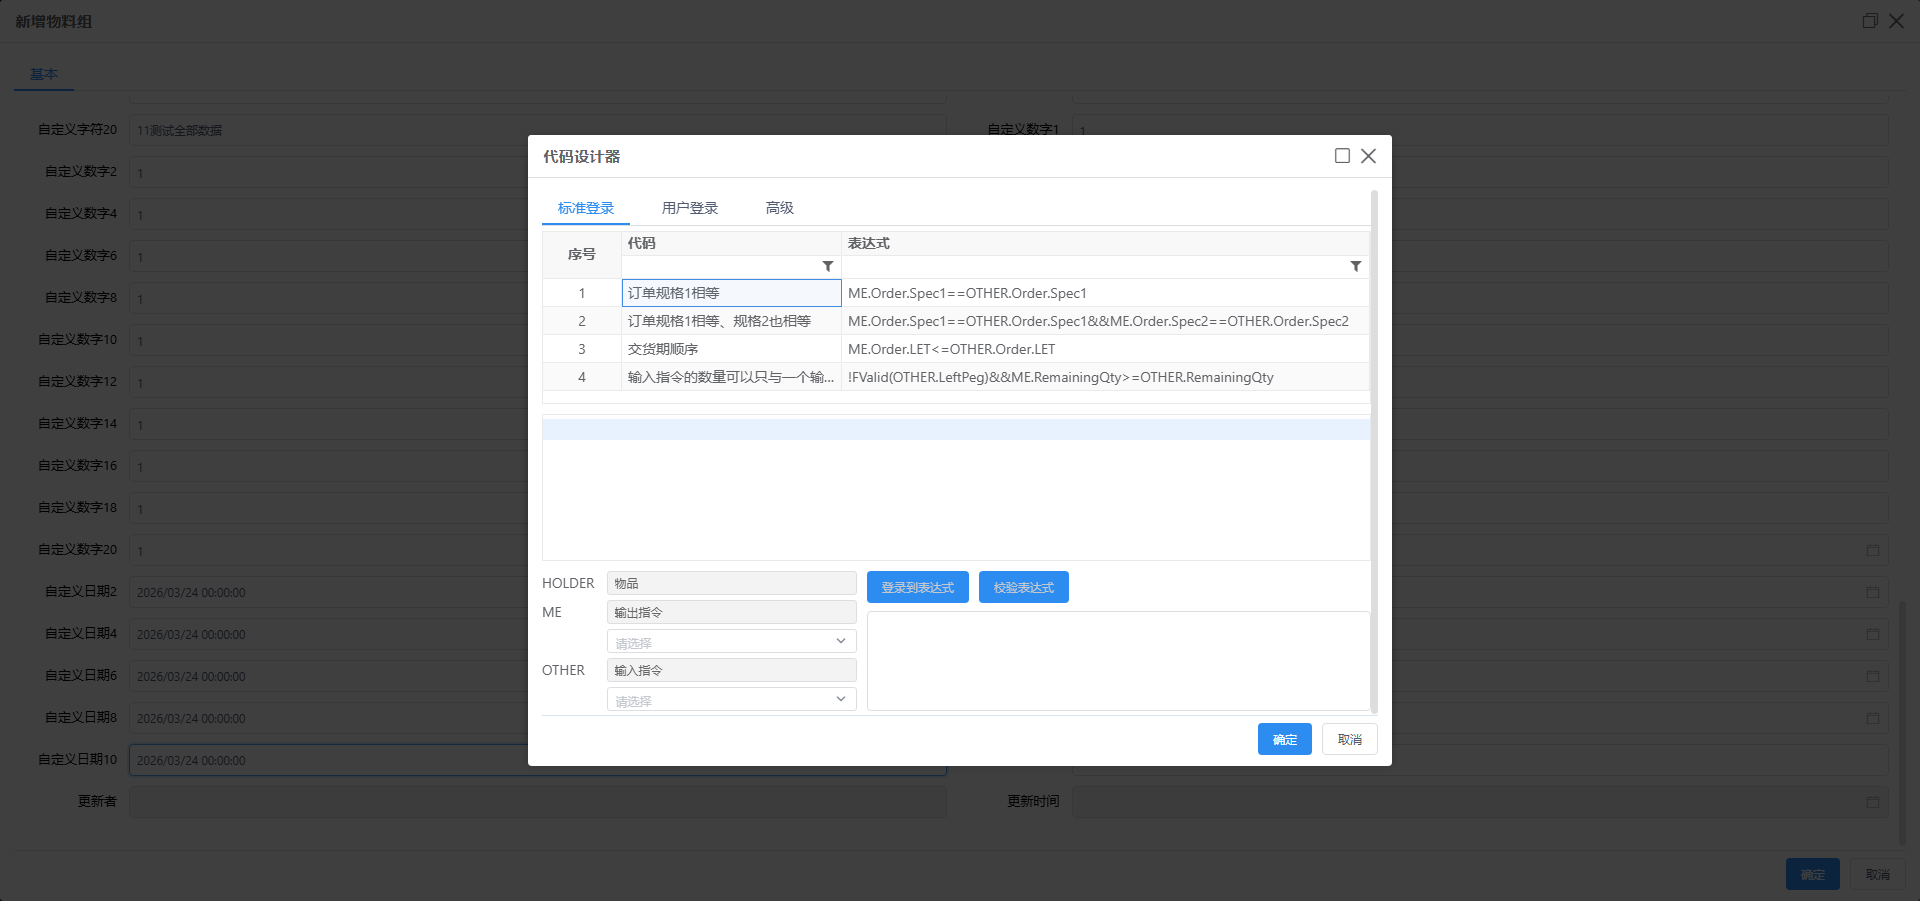 新增物料组
基本
自定义字符20 11测试全部数据 自定义数字1 1
自定义数字2 1
自定义数字4 1
自定义数字6 1
自定义数字8 1
自定义数字10 1
自定义数字12 1
自定义数字14 1
自定义数字16 1
自定义数字18 1
自定义数字20 1
自定义日期2 2026/03/24 00:00:00
自定义日期4 2026/03/24 00:00:00
自定义日期6 2026/03/24 00:00:00
自定义日期8 2026/03/24 00:00:00
自定义日期10 2026/03/24 00:00:00
更新者 更新时间
确定 取消
代码设计器
标准登录 用户登录 高级
序号 代码 表达式
1 订单规格1相等 ME.Order.Spec1==OTHER.Order.Spec1
2 订单规格1相等、规格2也相等 ME.Order.Spec1==OTHER.Order.Spec1&&ME.Order.Spec2==OTHER.Order.Spec2
3 交货期顺序 ME.Order.LET<=OTHER.Order.LET
4 输入指令的数量可以只与一个输... !FValid(OTHER.LeftPeg)&&ME.RemainingQty>=OTHER.RemainingQty
HOLDER 物品 登录到表达式 校验表达式
ME 输出指令
请选择
OTHER 输入指令
请选择
确定 取消